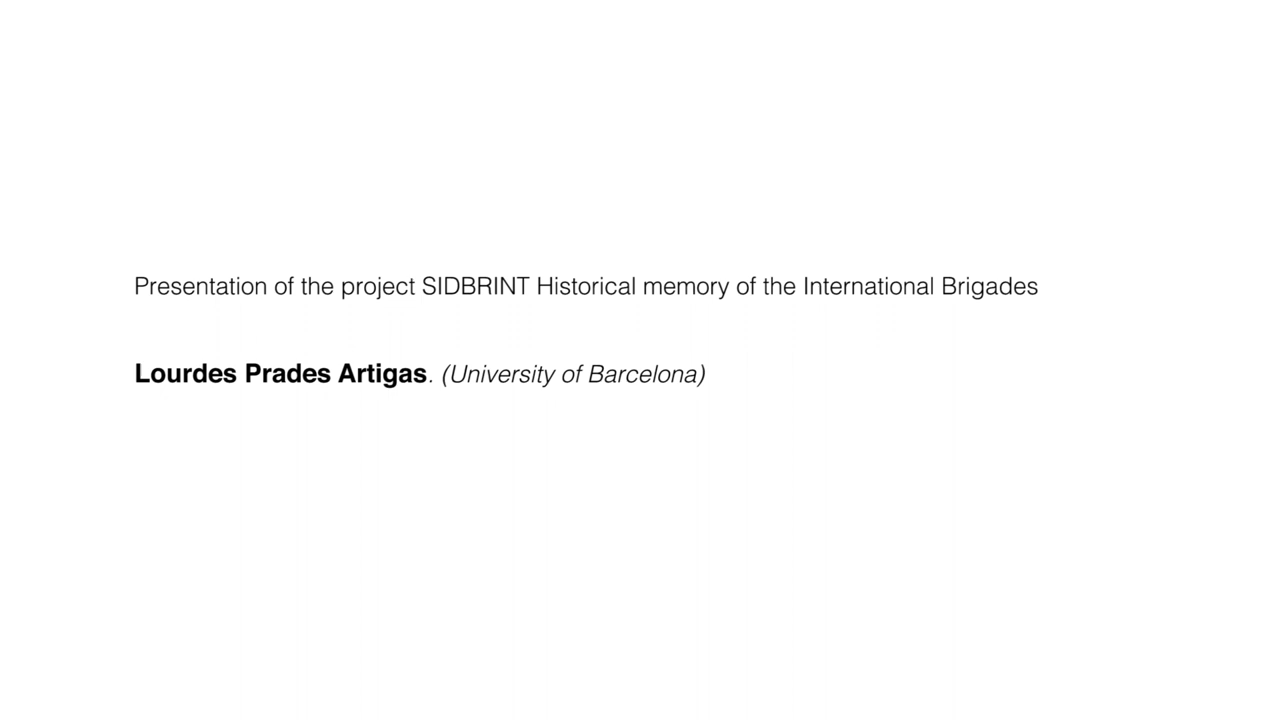 Presentation of the project SIDBRINT Historical memory of the International Brigades
Lourdes Prades Artigas. (University of Barcelona)